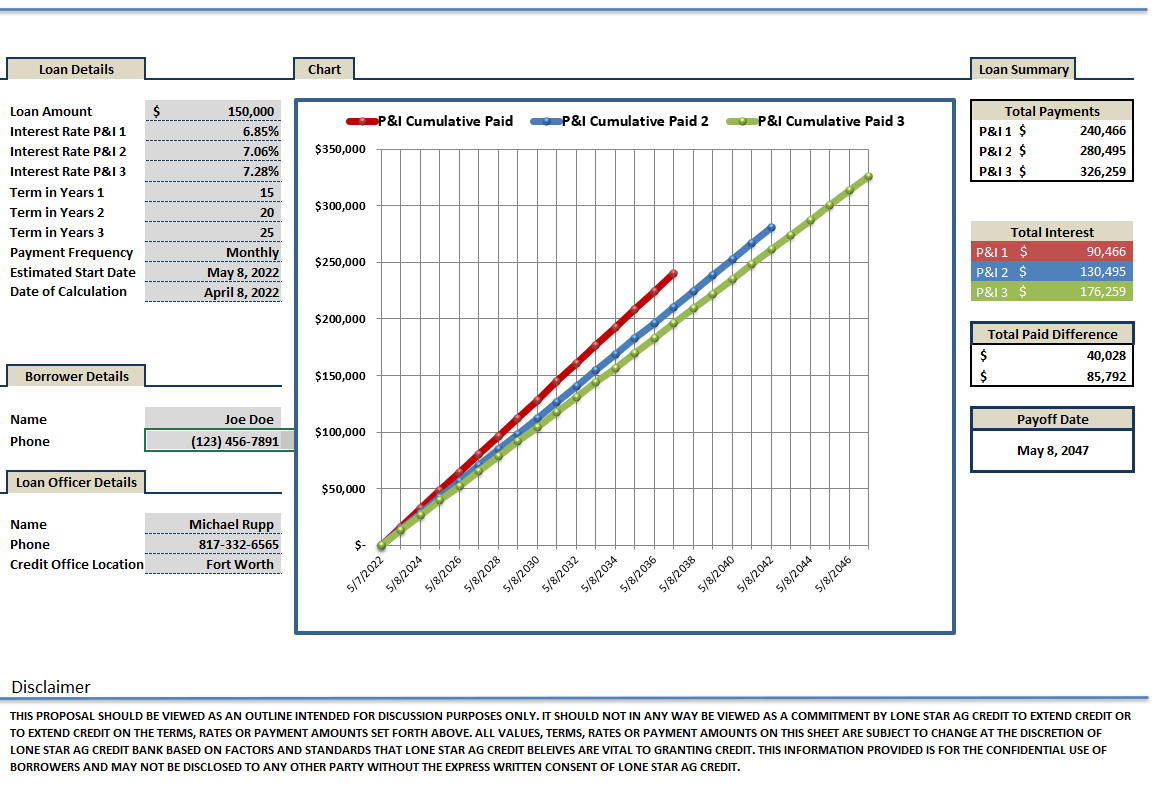 Loan Details
Loan Amount $ 150,000
Interest Rate P&I 1 6.85%
Interest Rate P&I 2 7.06%
Interest Rate P&I 3 7.28%
Term in Years 1 15
Term in Years 2 20
Term in Years 3 25
Payment Frequency Monthly
Estimated Start Date May 8, 2022
Date of Calculation April 8, 2022
Borrower Details
Name Joe Doe
Phone (123) 456-7891
Loan Officer Details
Name Michael Rupp
Phone 817-332-6565
Credit Office Location Fort Worth
Chart
P&I Cumulative Paid P&I Cumulative Paid 2 P&I Cumulative Paid 3
$350,000
$300,000
$250,000
$200,000
$150,000
$100,000
$50,000
$-
5/7/2022 5/8/2024 5/8/2026 5/8/2028 5/8/2030 5/8/2032 5/8/2034 5/8/2036 5/8/2038 5/8/2040 5/8/2042 5/8/2044 5/8/2046
Loan Summary
Total Payments
P&I 1 $ 240,466
P&I 2 $ 280,495
P&I 3 $ 326,259
Total Interest
P&I 1 $ 90,466
P&I 2 $ 130,495
P&I 3 $ 176,259
Total Paid Difference
$ 40,028
$ 85,792
Payoff Date
May 8, 2047
Disclaimer
THIS PROPOSAL SHOULD BE VIEWED AS AN OUTLINE INTENDED FOR DISCUSSION PURPOSES ONLY. IT SHOULD NOT IN ANY WAY BE VIEWED AS A COMMITMENT BY LONE STAR AG CREDIT TO EXTEND CREDIT OR
TO EXTEND CREDIT ON THE TERMS, RATES OR PAYMENT AMOUNTS SET FORTH ABOVE. ALL VALUES, TERMS, RATES OR PAYMENT AMOUNTS ON THIS SHEET ARE SUBJECT TO CHANGE AT THE DISCRETION OF
LONE STAR AG CREDIT BANK BASED ON FACTORS AND STANDARDS THAT LONE STAR AG CREDIT BELEIVES ARE VITAL TO GRANTING CREDIT. THIS INFORMATION PROVIDED IS FOR THE CONFIDENTIAL USE OF
BORROWERS AND MAY NOT BE DISCLOSED TO ANY OTHER PARTY WITHOUT THE EXPRESS WRITTEN CONSENT OF LONE STAR AG CREDIT.